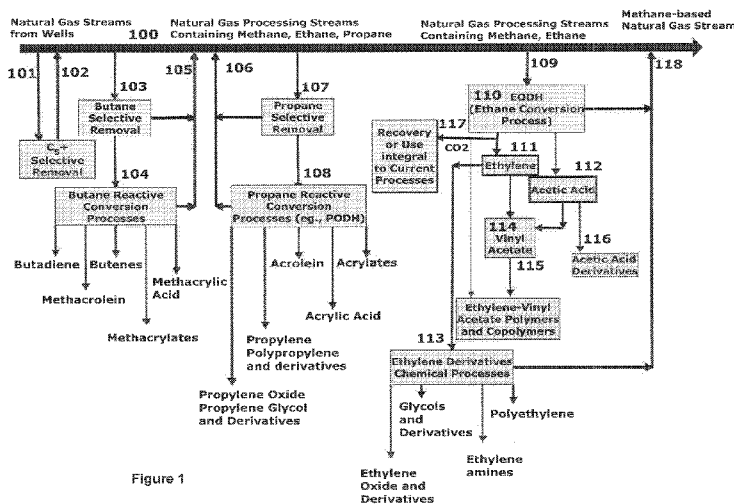 Natural Gas Streams
from Wells
100
Natural Gas Processing Streams
Containing Methane, Ethane, Propane
Natural Gas Processing Streams
Containing Methane, Ethane
Methane-based
Natural Gas Stream
101
102
103
105
106
107
109
118
Butane
Selective
Removal
C5+
Selective
Removal
104
Butane Reactive
Conversion
Processes
Butadiene
Butenes
Methacrolein
Methacrylic
Acid
Methacrylates
Propane
Selective
Removal
108
Propane Reactive
Conversion
Processes (eg., PODH)
Acrolein
Acrylates
Acrylic Acid
Propylene
Polypropylene
and derivatives
Propylene Oxide
Propylene Glycol
and Derivatives
110 EODH
(Ethane Conversion
Process)
117
CO2
Recovery
or Use
integral
to Current
Processes
111
Ethylene
112
Acetic Acid
114
Vinyl
Acetate
115
116
Acetic Acid
Derivatives
Ethylene-Vinyl
Acetate Polymers
and Copolymers
113
Ethylene Derivatives
Chemical Processes
Glycols
and
Derivatives
Polyethylene
Ethylene
amines
Ethylene
Oxide and
Derivatives
Figure 1